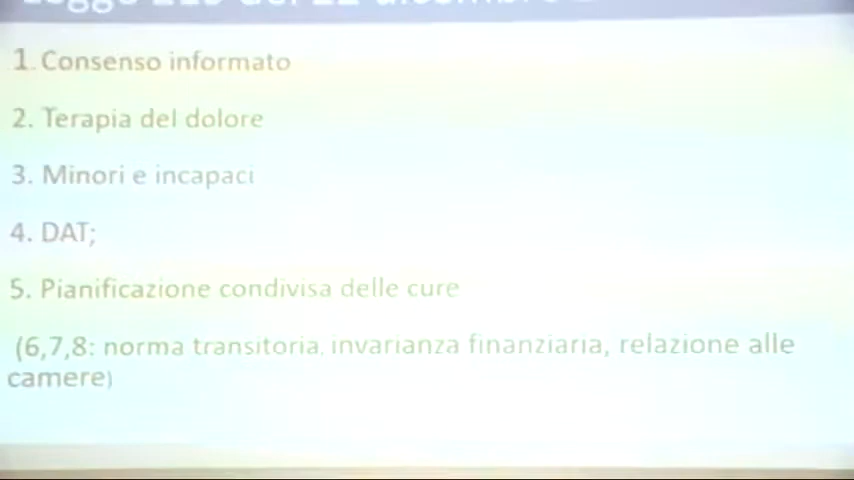 1. Consenso informato
2. Terapia del dolore
3. Minori e incapaci
4. DAT;
5. Pianificazione condivisa delle cure
(6,7,8: norma transitoria, invarianza finanziaria, relazione alle
camere)